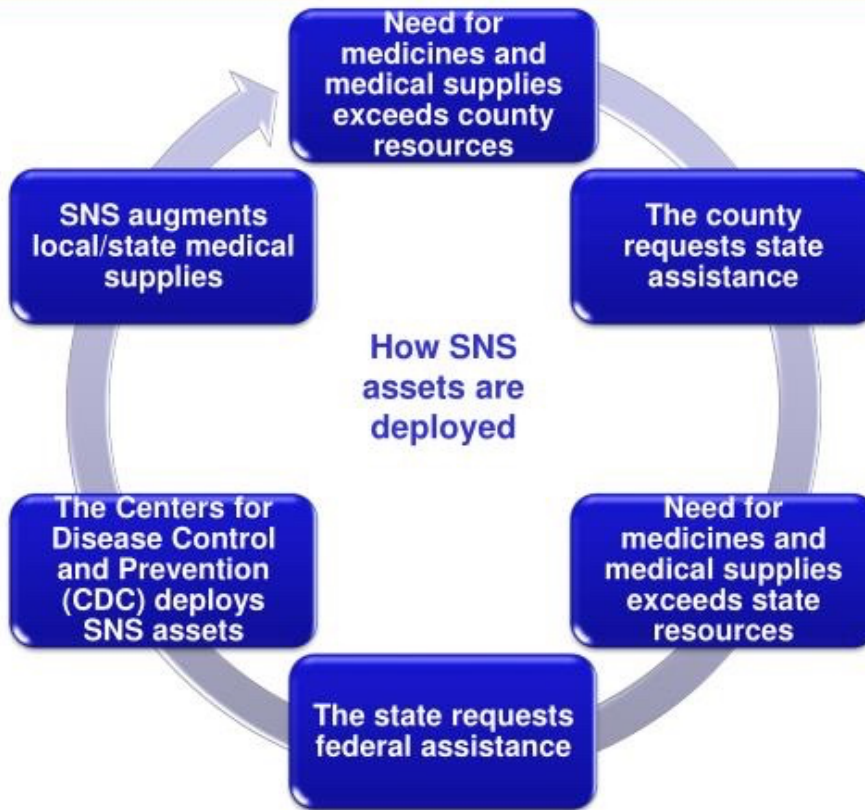 Need for
medicines and
medical supplies
exceeds county
resources
The county
requests state
assistance
Need for
medicines and
medical supplies
exceeds state
resources
The state requests
federal assistance
The Centers for
Disease Control
and Prevention
(CDC) deploys
SNS assets
SNS augments
local/state medical
supplies
How SNS
assets are
deployed